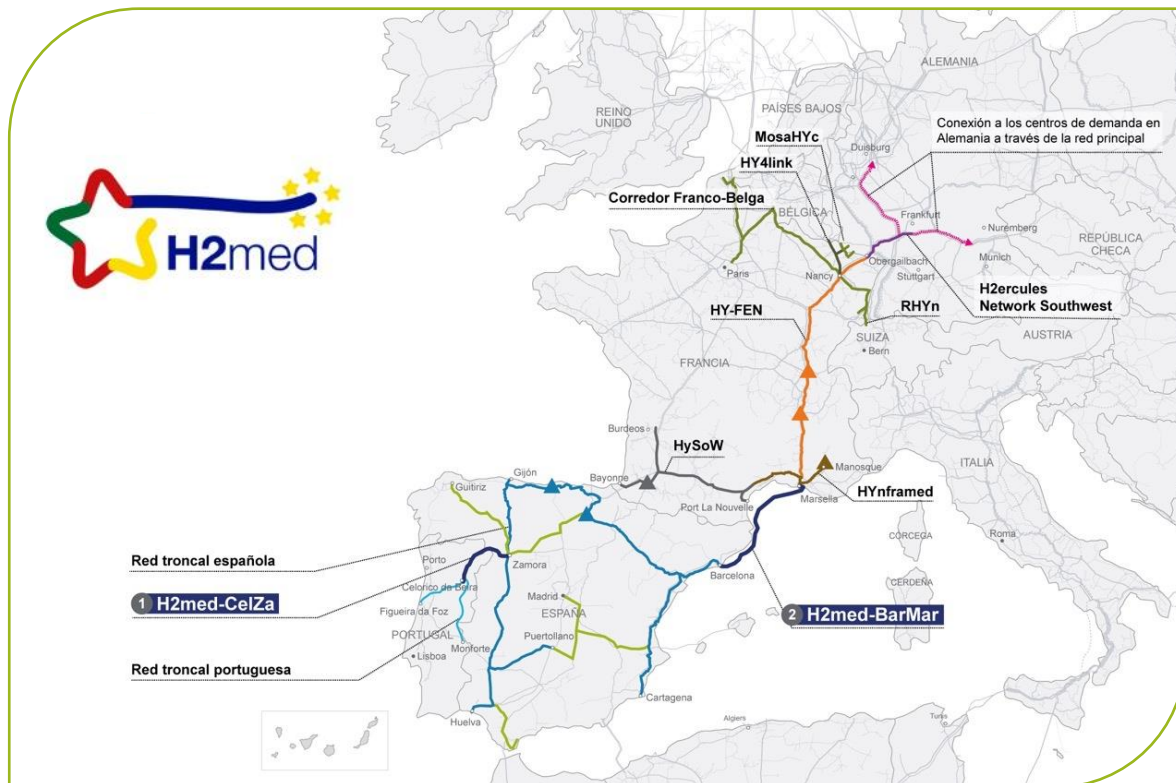 ALEMANIA
REINO
UNIDO
PAÍSES BAJOS
Conexión a los centros de demanda en
Alemania a través de la red principal
MosaHYc
Duisburg
HY4link
Corredor Franco-Belga
BÉLGICA
Frankfurt
Nuremberg
REPÚBLICA
CHECA
H2med
Paris
Nancy
Obergailbach
Stuttgart
Múnich
H2ercules
Network Southwest
HY-FEN
RHYn
SUIZA
Bern
AUSTRIA
FRANCIA
Burdeos
HySoW
Bayonne
Manosque
ITALIA
Gijón
Guitiriz
Port La Nouvelle
Marsella
HYnframed
CÓRCEGA
Roma
Red troncal española
Porto
Zamora
Barcelona
CERDEÑA
Celorico da Beira
1 H2med-CelZa
Madrid
ESPAÑA
2 H2med-BarMar
Figueira da Foz
PORTUGAL
Puertollano
Monforte
Lisboa
Red troncal portuguesa
Cartagena
Huelva
Algiers
Tunis